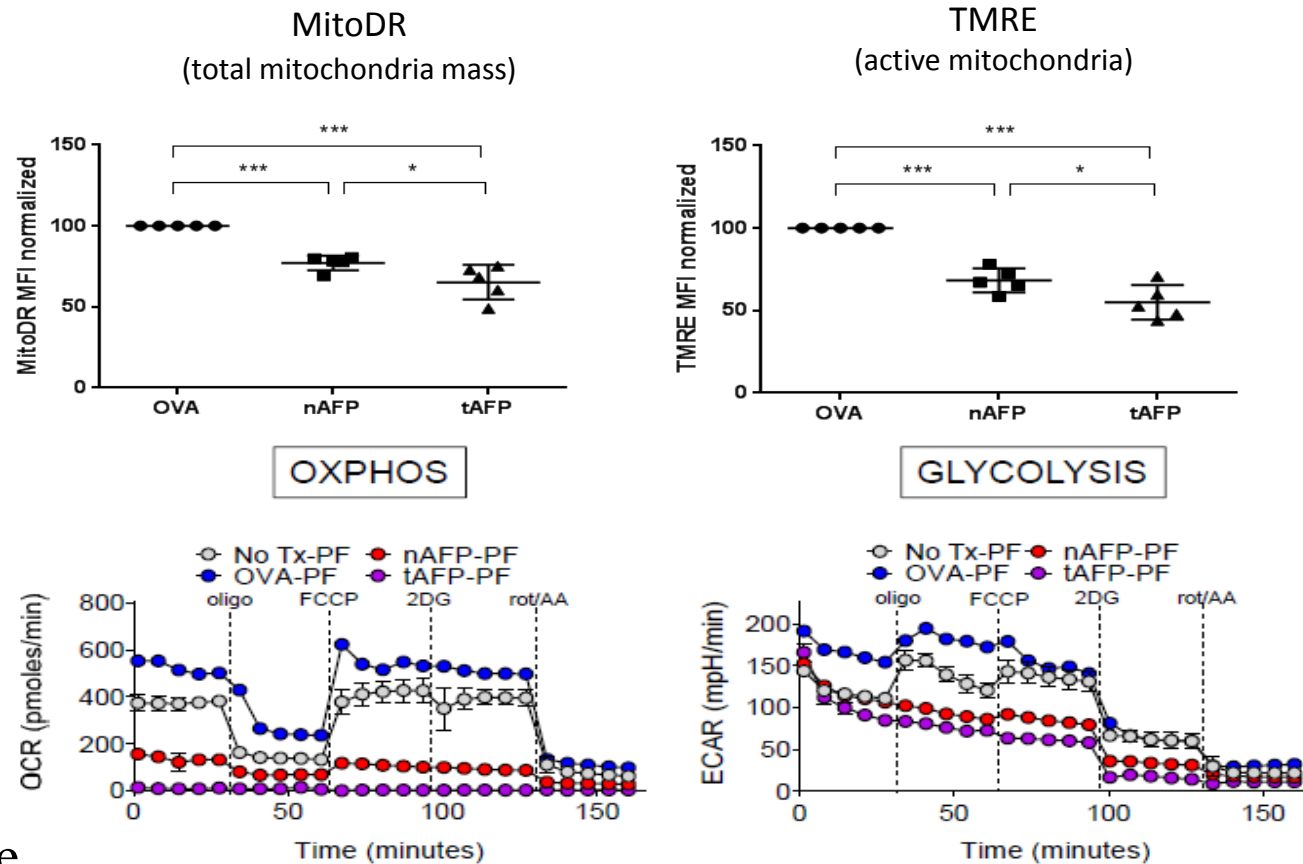 MitoDR
(total mitochondria mass)
TMRE
(active mitochondria)
MitoDR MFI normalized
150
100
50
0
***
***
*
OVA
nAFP
tAFP
TMRE MFI normalized
150
100
50
0
***
***
*
OVA
nAFP
tAFP
OXPHOS
GLYCOLYSIS
No Tx-PF
nAFP-PF
OVA-PF
tAFP-PF
oligo
FCCP
2DG
rot/AA
OCR (pmoles/min)
800
600
400
200
0
0
50
100
150
Time (minutes)
No Tx-PF
nAFP-PF
OVA-PF
tAFP-PF
oligo
FCCP
2DG
rot/AA
ECAR (mpH/min)
200
150
100
50
0
0
50
100
150
Time (minutes)